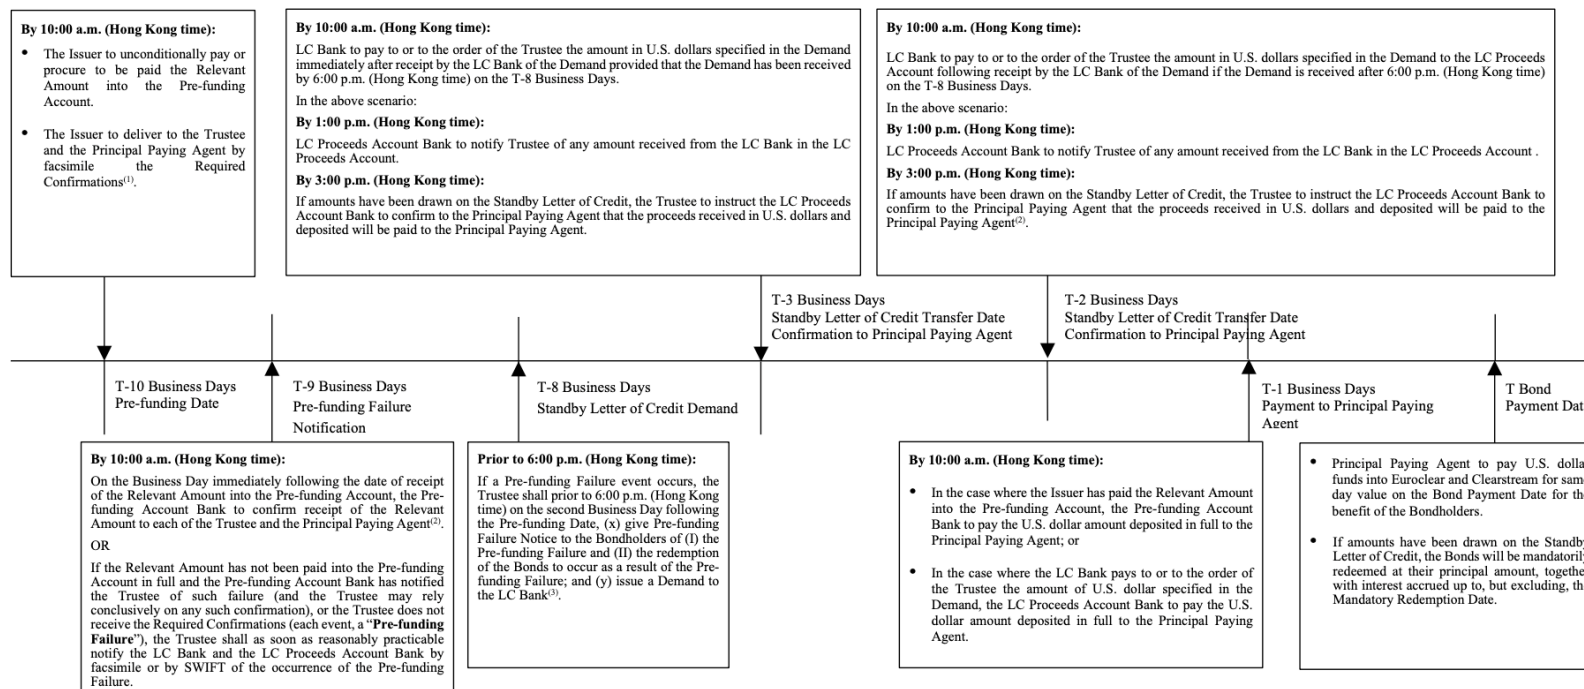 By 10:00 a.m. (Hong Kong time):
• The Issuer to unconditionally pay or
procure to be paid the Relevant
Amount into the Pre-funding
Account.
• The Issuer to deliver to the Trustee
and the Principal Paying Agent by
facsimile the Required
Confirmations(1).
By 10:00 a.m. (Hong Kong time):
LC Bank to pay to or to the order of the Trustee the amount in U.S. dollars specified in the Demand
immediately after receipt by the LC Bank of the Demand provided that the Demand has been received
by 6:00 p.m. (Hong Kong time) on the T-8 Business Days.
In the above scenario:
By 1:00 p.m. (Hong Kong time):
LC Proceeds Account Bank to notify Trustee of any amount received from the LC Bank in the LC
Proceeds Account.
By 3:00 p.m. (Hong Kong time):
If amounts have been drawn on the Standby Letter of Credit, the Trustee to instruct the LC Proceeds
Account Bank to confirm to the Principal Paying Agent that the proceeds received in U.S. dollars and
deposited will be paid to the Principal Paying Agent.
By 10:00 a.m. (Hong Kong time):
LC Bank to pay to or to the order of the Trustee the amount in U.S. dollars specified in the Demand to the LC Proceeds
Account following receipt by the LC Bank of the Demand if the Demand is received after 6:00 p.m. (Hong Kong time)
on the T-8 Business Days.
In the above scenario:
By 1:00 p.m. (Hong Kong time):
LC Proceeds Account Bank to notify Trustee of any amount received from the LC Bank in the LC Proceeds Account .
By 3:00 p.m. (Hong Kong time):
If amounts have been drawn on the Standby Letter of Credit, the Trustee to instruct the LC Proceeds Account Bank to
confirm to the Principal Paying Agent that the proceeds received in U.S. dollars and deposited will be paid to the
Principal Paying Agent(2).
T-3 Business Days
Standby Letter of Credit Transfer Date
Confirmation to Principal Paying Agent
T-2 Business Days
Standby Letter of Credit Transfer Date
Confirmation to Principal Paying Agent
T-10 Business Days
Pre-funding Date
T-9 Business Days
Pre-funding Failure
Notification
T-8 Business Days
Standby Letter of Credit Demand
T-1 Business Days
Payment to Principal Paying
Agent
T Bond
Payment Dat
By 10:00 a.m. (Hong Kong time):
On the Business Day immediately following the date of receipt
of the Relevant Amount into the Pre-funding Account, the Pre-
funding Account Bank to confirm receipt of the Relevant
Amount to each of the Trustee and the Principal Paying Agent(2).
OR
If the Relevant Amount has not been paid into the Pre-funding
Account in full and the Pre-funding Account Bank has notified
the Trustee of such failure (and the Trustee may rely
conclusively on any such confirmation), or the Trustee does not
receive the Required Confirmations (each event, a “Pre-funding
Failure”), the Trustee shall as soon as reasonably practicable
notify the LC Bank and the LC Proceeds Account Bank by
facsimile or by SWIFT of the occurrence of the Pre-funding
Failure.
Prior to 6:00 p.m. (Hong Kong time):
If a Pre-funding Failure event occurs, the
Trustee shall prior to 6:00 p.m. (Hong Kong
time) on the second Business Day following
the Pre-funding Date, (x) give Pre-funding
Failure Notice to the Bondholders of (I) the
Pre-funding Failure and (II) the redemption
of the Bonds to occur as a result of the Pre-
funding Failure; and (y) issue a Demand to
the LC Bank(3).
By 10:00 a.m. (Hong Kong time):
• In the case where the Issuer has paid the Relevant Amount
into the Pre-funding Account, the Pre-funding Account
Bank to pay the U.S. dollar amount deposited in full to the
Principal Paying Agent; or
• In the case where the LC Bank pays to or to the order of
the Trustee the amount of U.S. dollar specified in the
Demand, the LC Proceeds Account Bank to pay the U.S.
dollar amount deposited in full to the Principal Paying
Agent.
• Principal Paying Agent to pay U.S. dolla
funds into Euroclear and Clearstream for sam
day value on the Bond Payment Date for th
benefit of the Bondholders.
• If amounts have been drawn on the Standb
Letter of Credit, the Bonds will be mandatoril
redeemed at their principal amount, togethe
with interest accrued up to, but excluding, th
Mandatory Redemption Date.